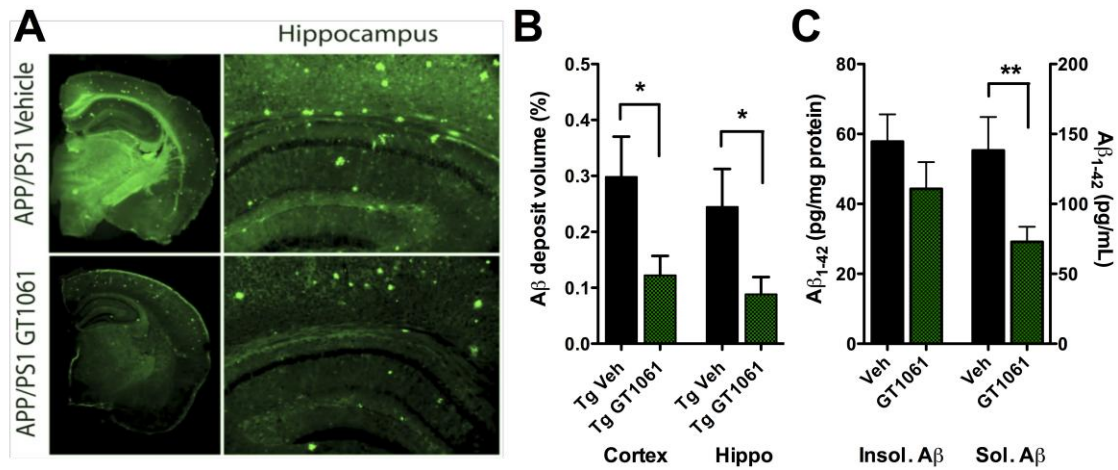 A
Hippocampus
APP/PS1 Vehicle
APP/PS1 GT1061
B
Aβ deposit volume (%)
0.5
0.4
0.3
0.2
0.1
0.0
*
*
Tg Veh
Tg GT1061
Tg Veh
Tg GT1061
Cortex
Hippo
C
Aβ1-42 (pg/mg protein)
80
60
40
20
0
**
200
150
100
50
0
Aβ1-42 (pg/mL)
Veh
GT1061
Veh
GT1061
Insol. Aβ
Sol. Aβ